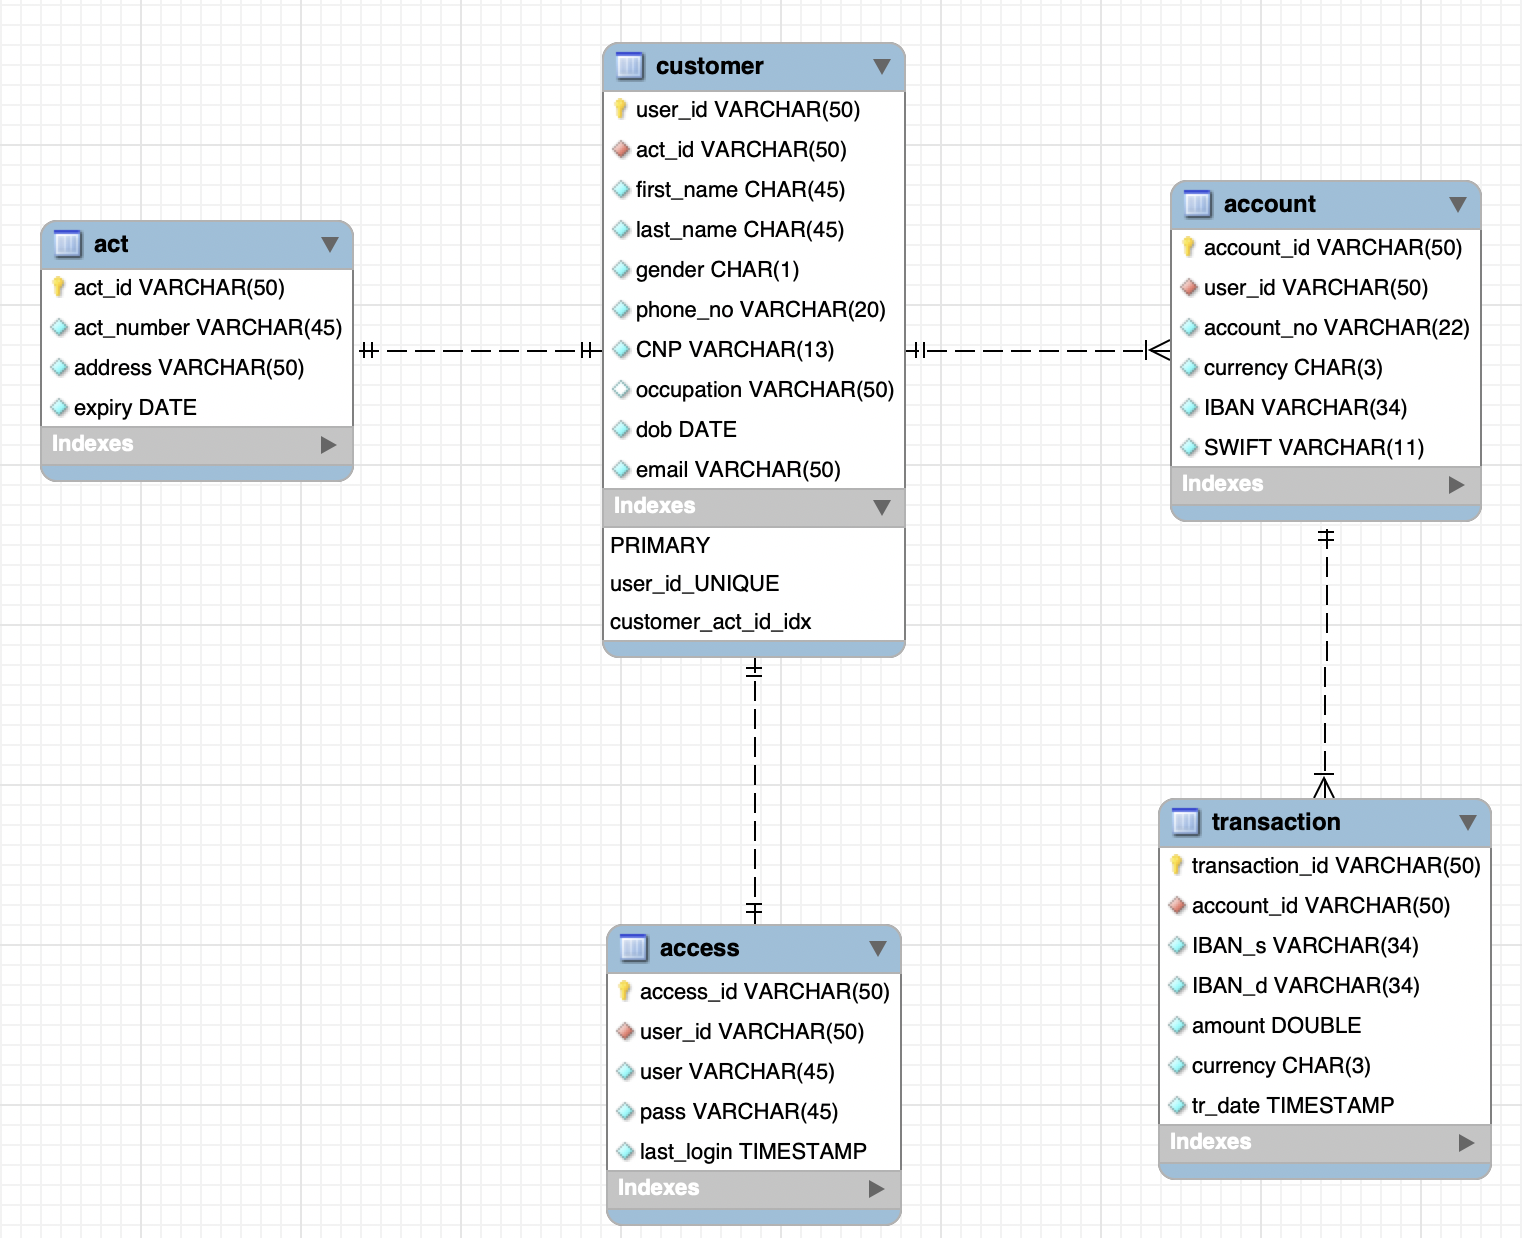 customer
user_id VARCHAR(50)
act_id VARCHAR(50)
first_name CHAR(45)
last_name CHAR(45)
gender CHAR(1)
phone_no VARCHAR(20)
CNP VARCHAR(13)
occupation VARCHAR(50)
dob DATE
email VARCHAR(50)
Indexes
PRIMARY
user_id_UNIQUE
customer_act_id_idx
act
act_id VARCHAR(50)
act_number VARCHAR(45)
address VARCHAR(50)
expiry DATE
Indexes
account
account_id VARCHAR(50)
user_id VARCHAR(50)
account_no VARCHAR(22)
currency CHAR(3)
IBAN VARCHAR(34)
SWIFT VARCHAR(11)
Indexes
access
access_id VARCHAR(50)
user_id VARCHAR(50)
user VARCHAR(45)
pass VARCHAR(45)
last_login TIMESTAMP
Indexes
transaction
transaction_id VARCHAR(50)
account_id VARCHAR(50)
IBAN_s VARCHAR(34)
IBAN_d VARCHAR(34)
amount DOUBLE
currency CHAR(3)
tr_date TIMESTAMP
Indexes